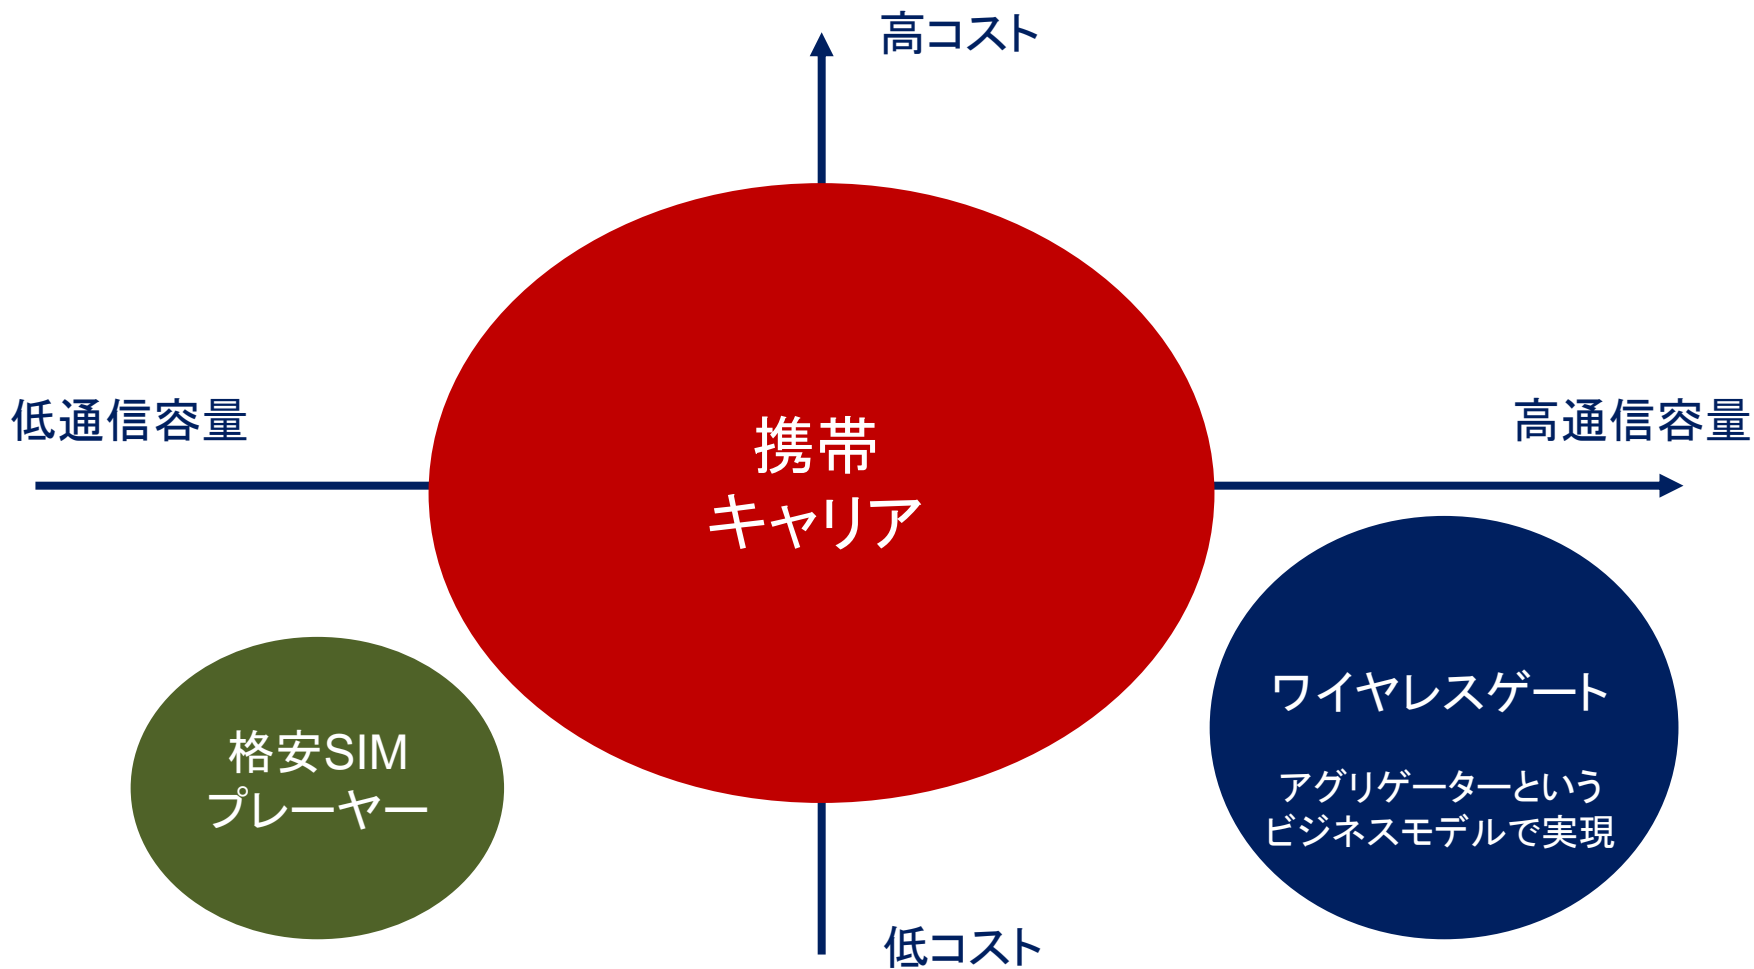 高コスト
低通信容量
高通信容量
携帯
キャリア
格安SIM
プレーヤー
ワイヤレスゲート
アグリゲーターという
ビジネスモデルで実現
低コスト